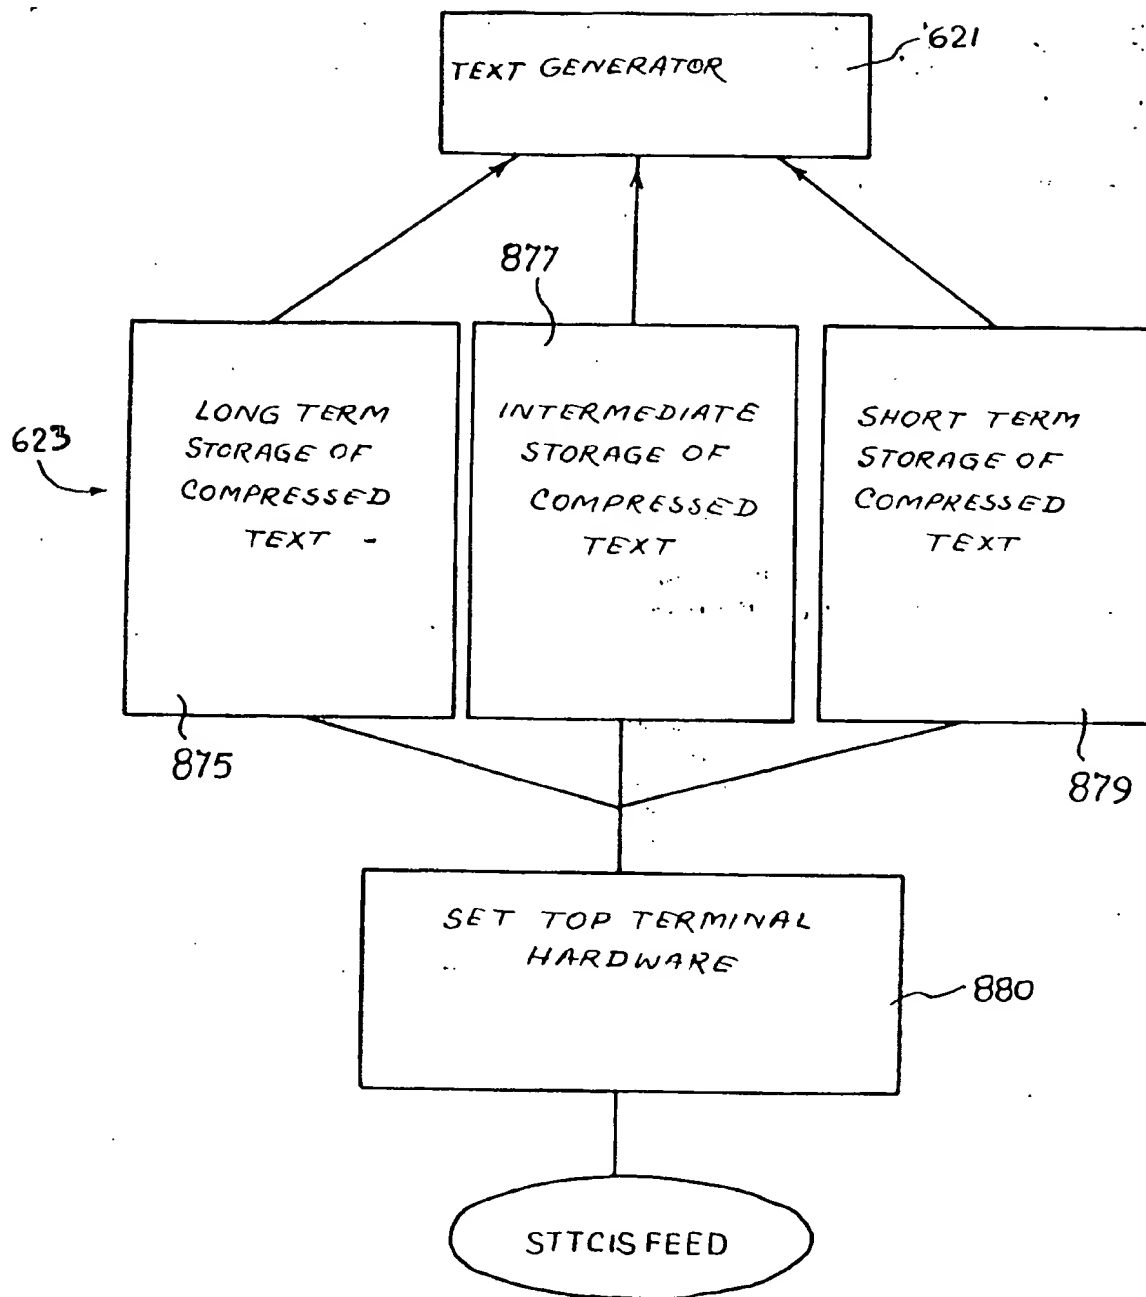 621
TEXT GENERATOR
877
LONG TERM
STORAGE OF
COMPRESSED
TEXT -
INTERMEDIATE
STORAGE OF
COMPRESSED
TEXT
SHORT TERM
STORAGE OF
COMPRESSED
TEXT
623
875
879
SET TOP TERMINAL
HARDWARE
880
STTCIS FEED